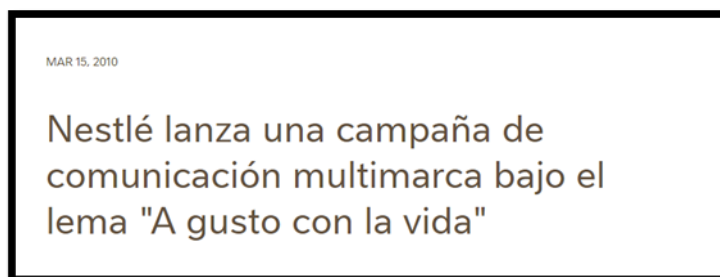 MAR 15, 2010
Nestlé lanza una campaña de
comunicación multimarca bajo el
lema "A gusto con la vida"